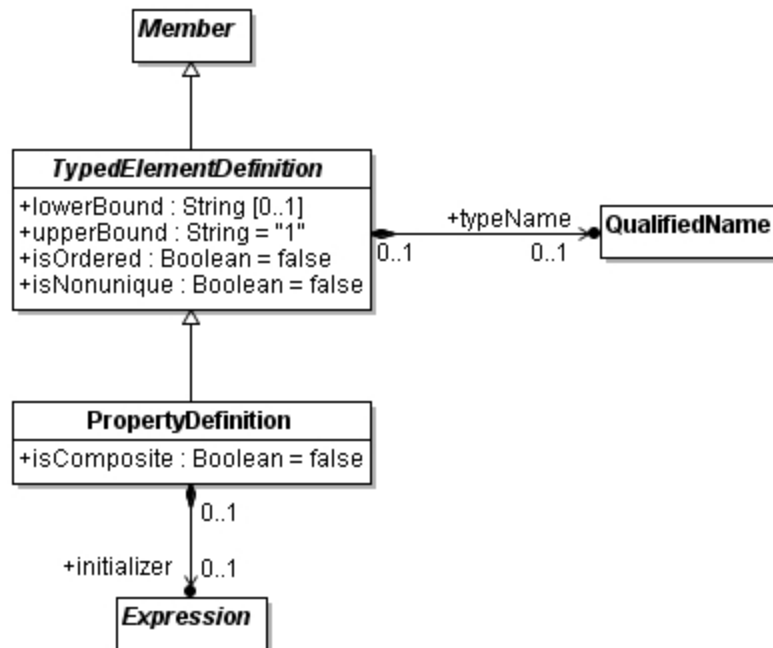 Member
TypedElementDefinition
+lowerBound : String [0..1]
+upperBound : String = "1"
+isOrdered : Boolean = false
+isNonunique : Boolean = false
+typeName
0..1
0..1
QualifiedName
PropertyDefinition
+isComposite : Boolean = false
0..1
+initializer
0..1
Expression